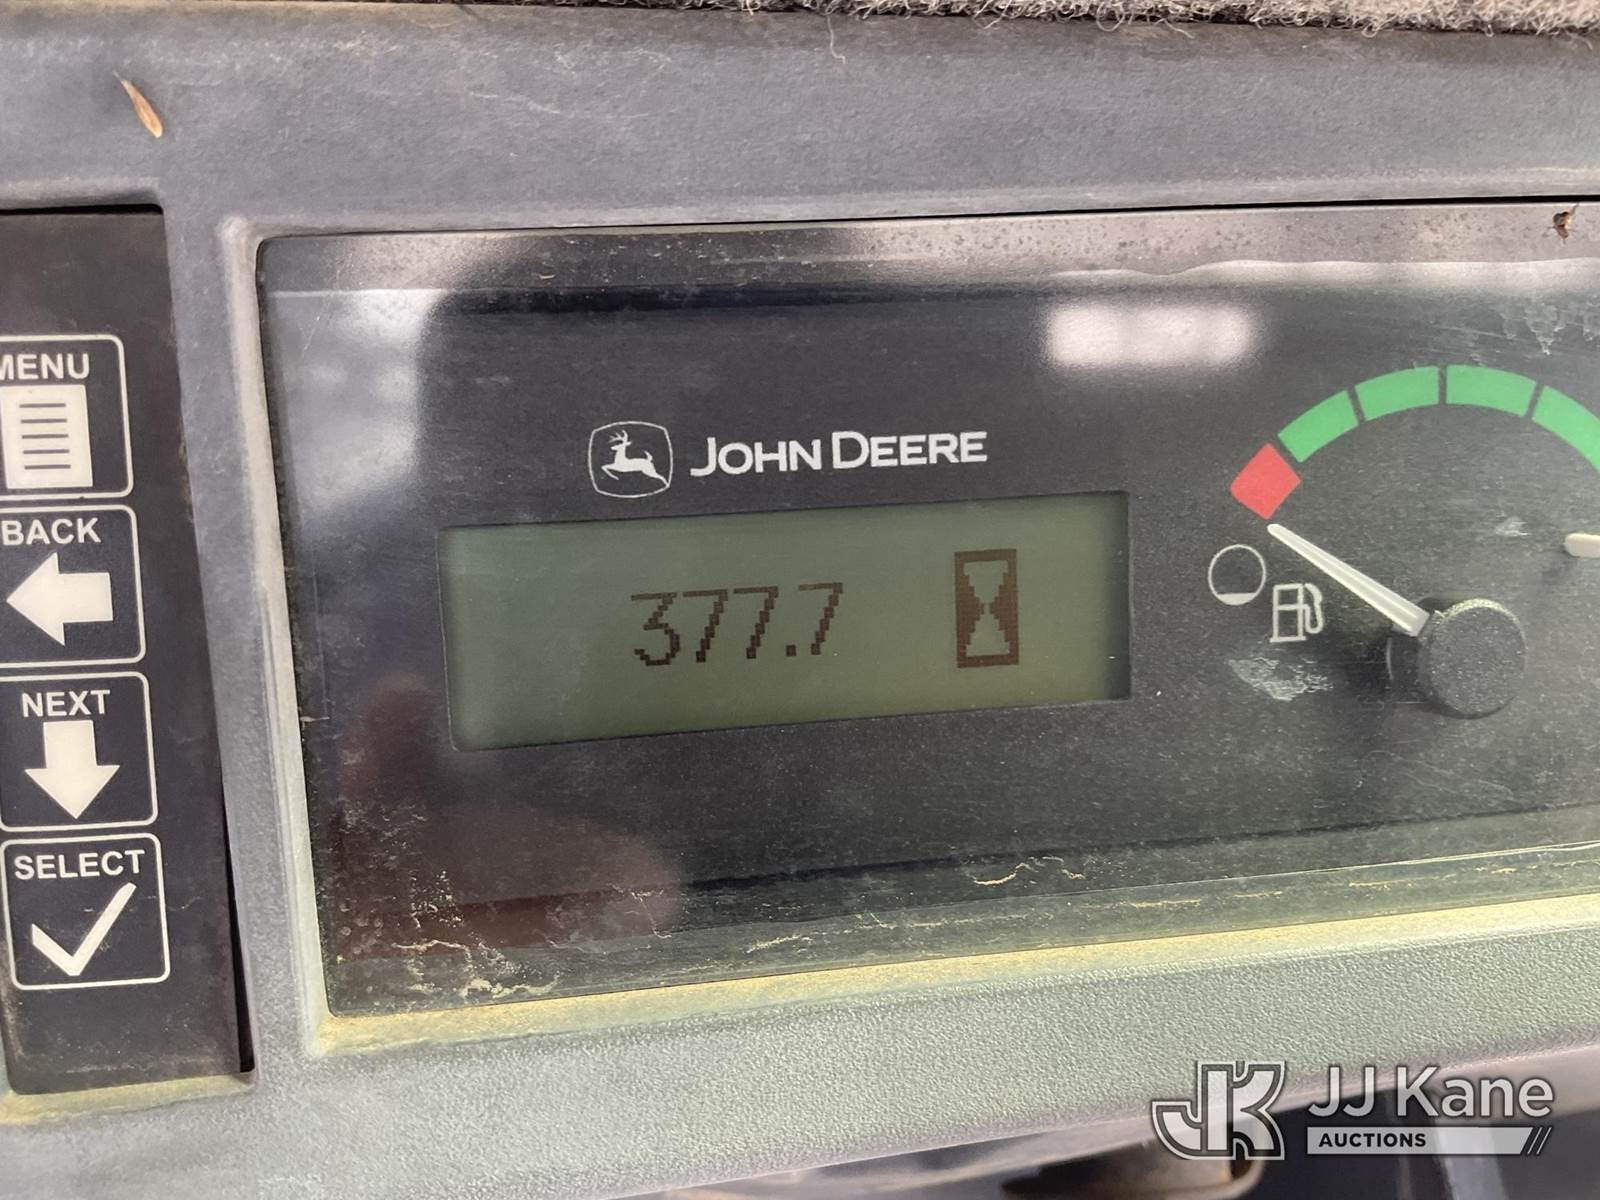 MENU
BACK
NEXT
SELECT
JOHN DEERE
377.7
JJ Kane
AUCTIONS